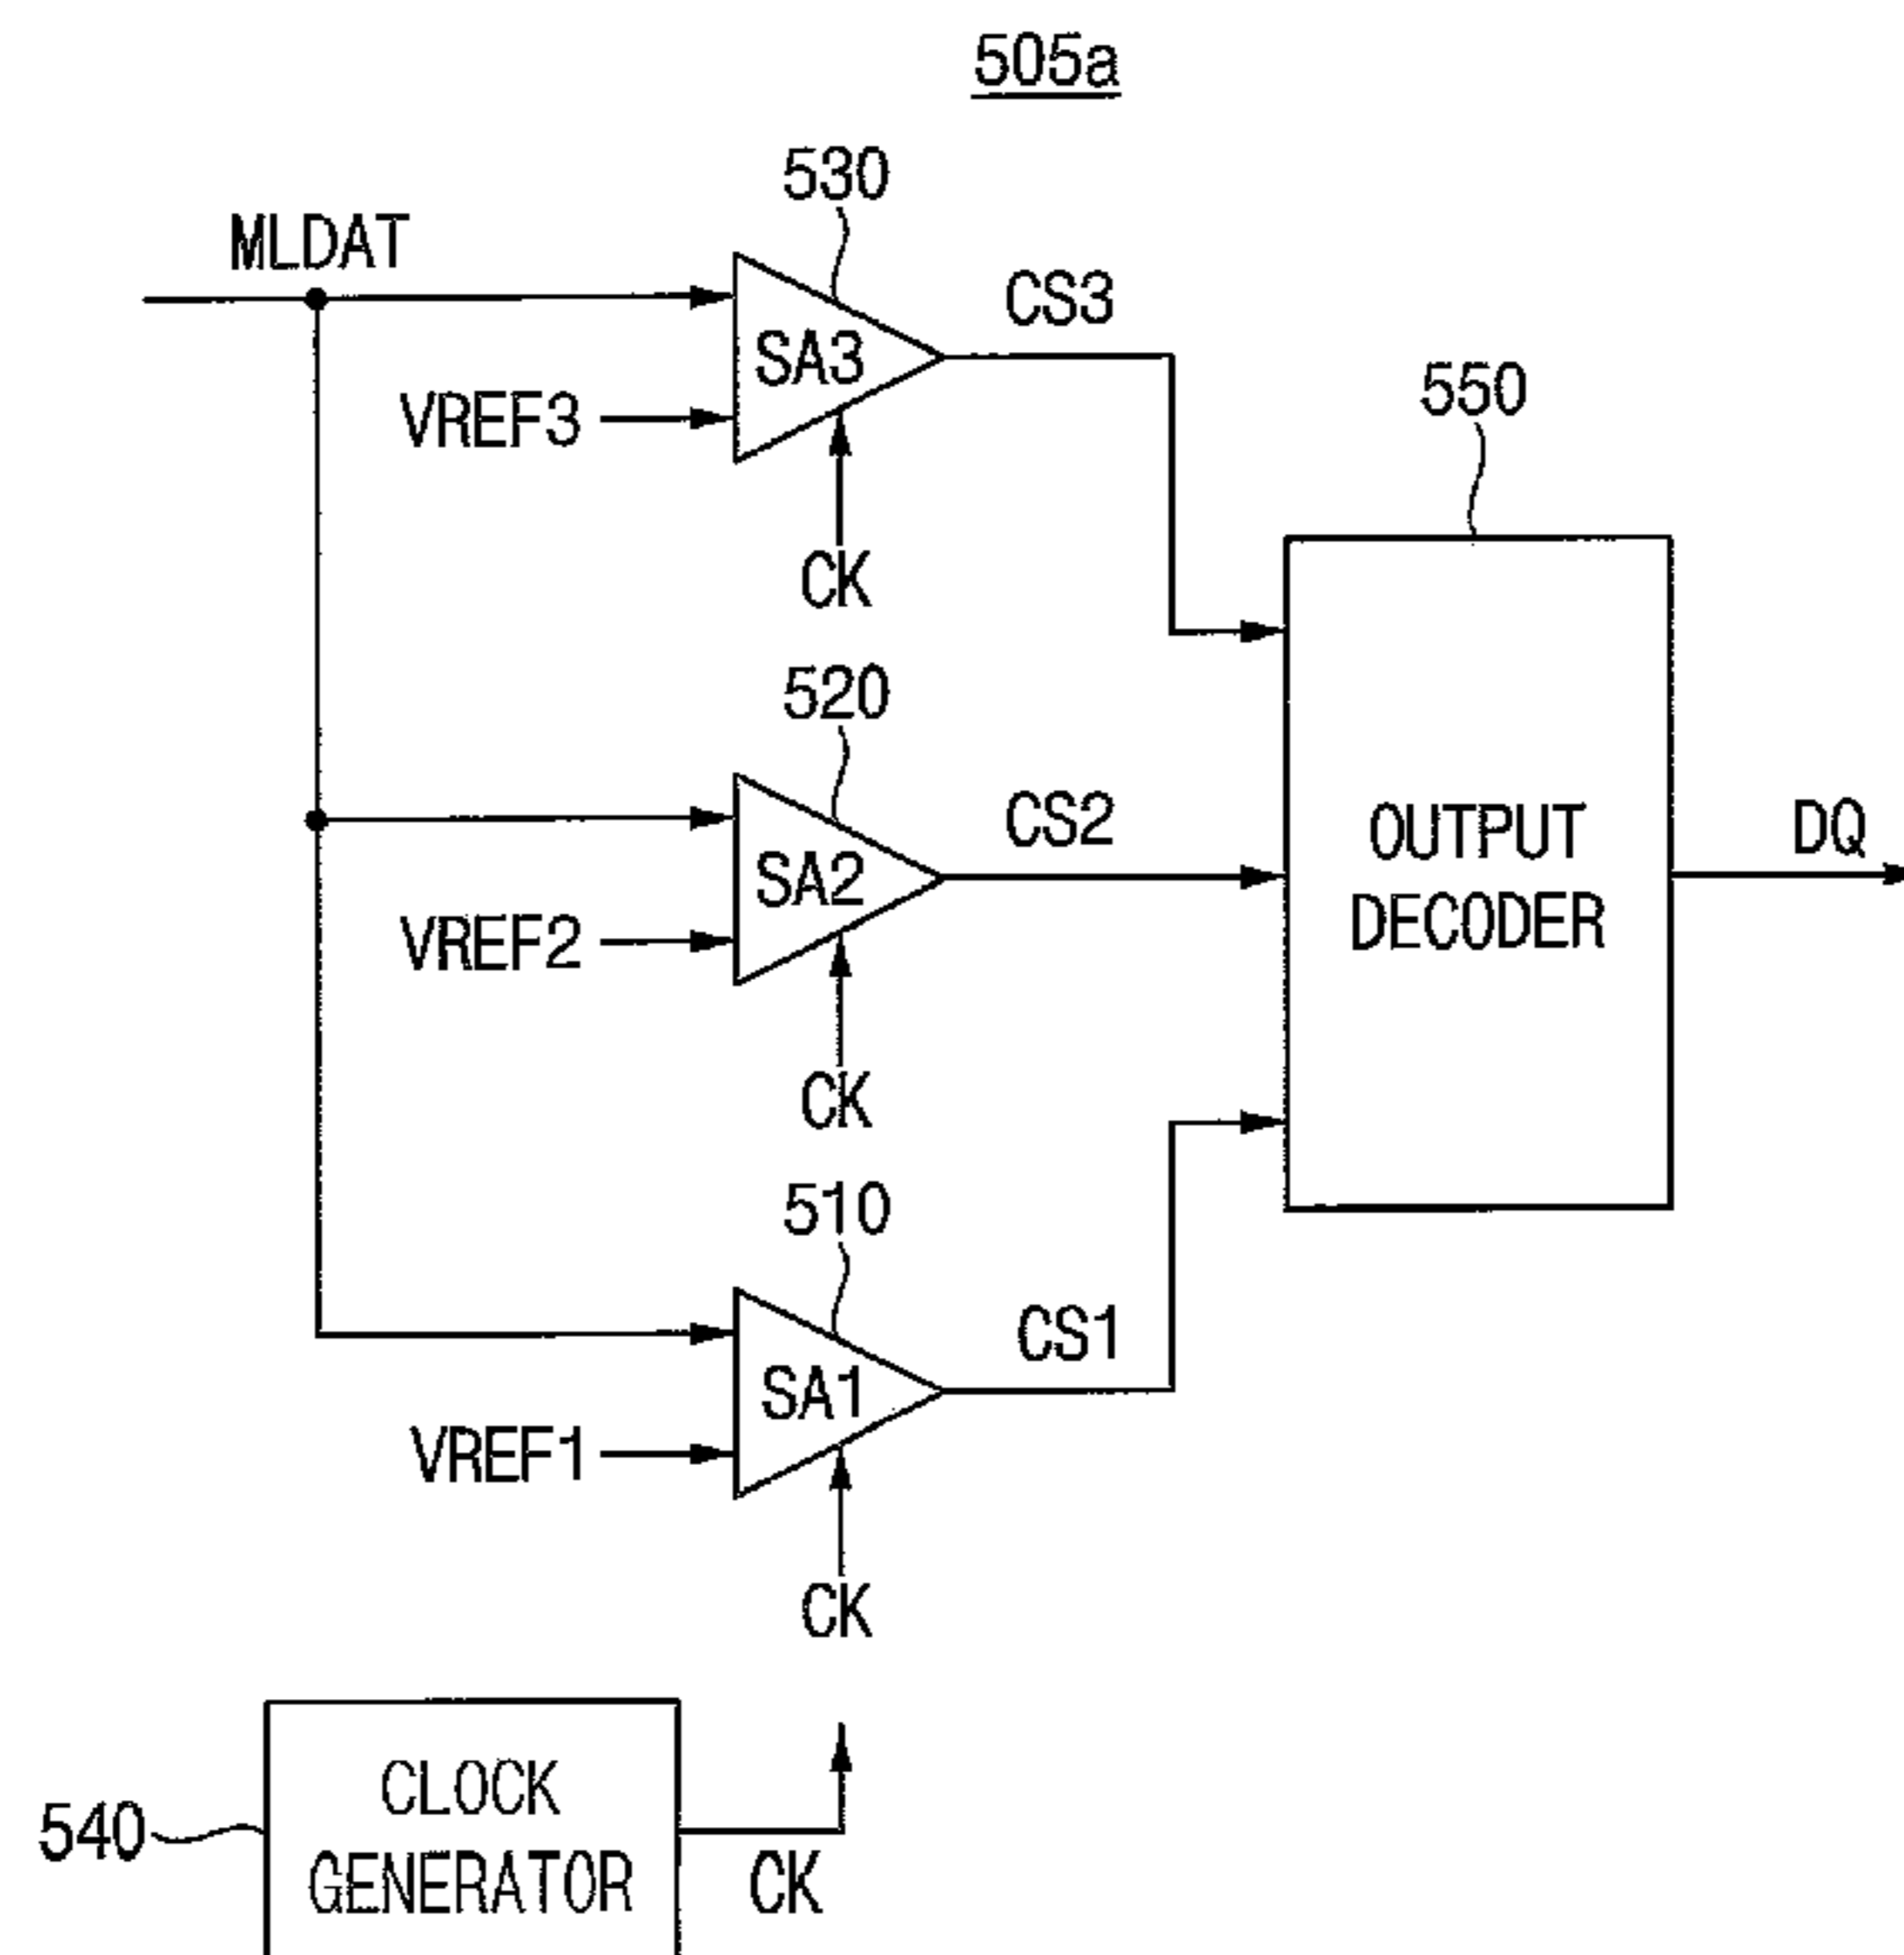 505a
530
MLDAT
CS3
SA3
VREF3
550
CK
520
CS2
OUTPUT
DECODER
DQ
SA2
VREF2
CK
510
CS1
SA1
VREF1
CK
540
CLOCK
GENERATOR
CK